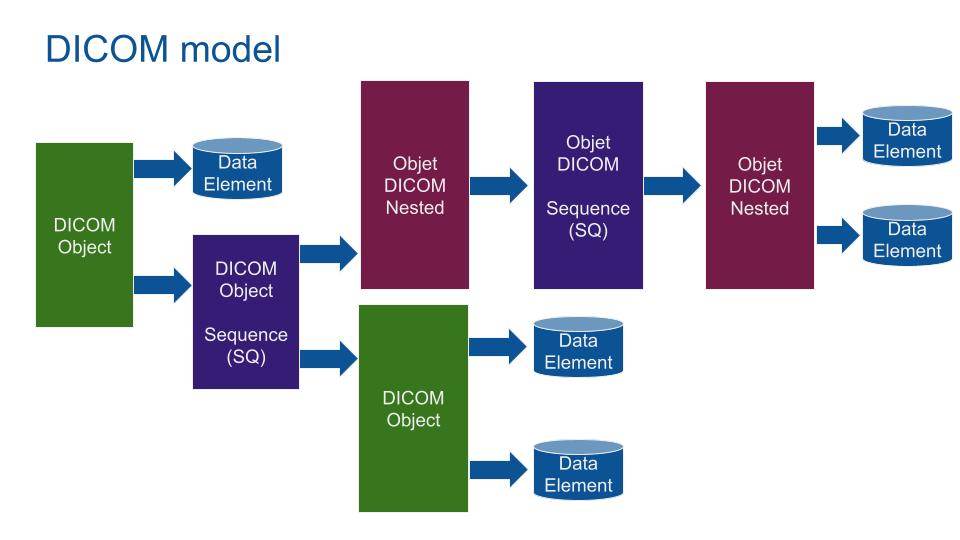 DICOM model
DICOM
Object
Data
Element
DICOM
Object
Sequence
(SQ)
Objet
DICOM
Nested
Objet
DICOM
Sequence
(SQ)
Objet
DICOM
Nested
Data
Element
Data
Element
DICOM
Object
Data
Element
Data
Element